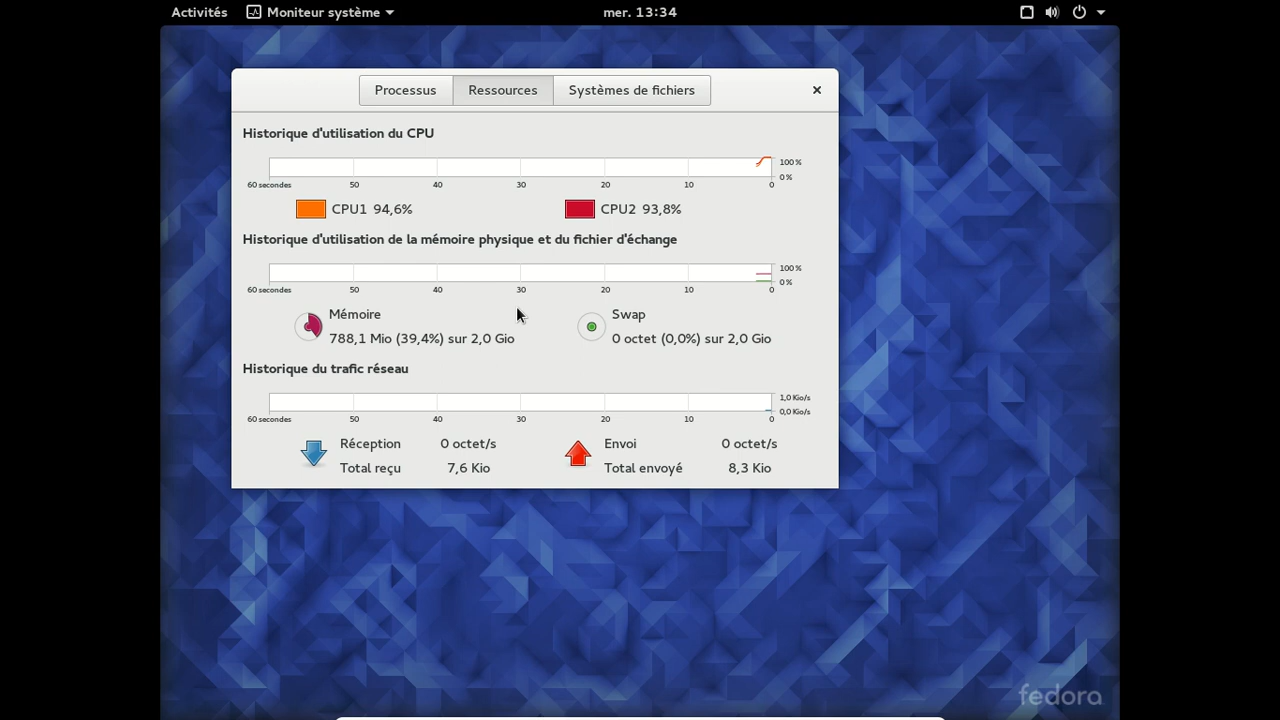 Activités Moniteur système mer. 13:34
Processus Ressources Systèmes de fichiers
Historique d'utilisation du CPU
100 %
0 %
60 secondes 50 40 30 20 10 0
CPU1 94,6% CPU2 93,8%
Historique d'utilisation de la mémoire physique et du fichier d'échange
100 %
0 %
60 secondes 50 40 30 20 10 0
Mémoire Swap
788,1 Mio (39,4%) sur 2,0 Gio 0 octet (0,0%) sur 2,0 Gio
Historique du trafic réseau
1,0 Kio/s
0,0 Kio/s
60 secondes 50 40 30 20 10 0
Réception 0 octet/s Envoi 0 octet/s
Total reçu 7,6 Kio Total envoyé 8,3 Kio
fedora